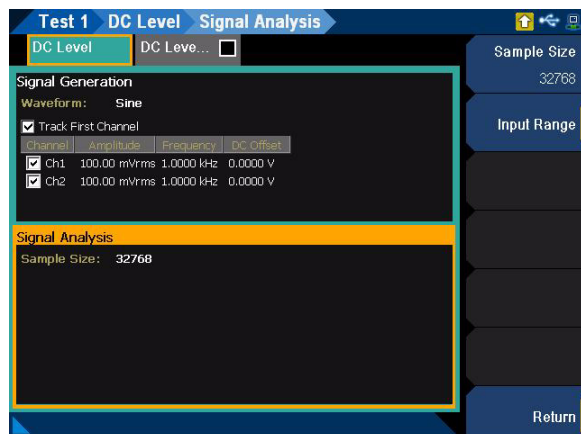 Test 1 DC Level Signal Analysis
DC Level DC Leve...
Sample Size
32768
Input Range
Signal Generation
Waveform: Sine
Track First Channel
Channel Amplitude Frequency DC Offset
Ch1 100.00 mVrms 1.0000 kHz 0.0000 V
Ch2 100.00 mVrms 1.0000 kHz 0.0000 V
Signal Analysis
Sample Size: 32768
Return